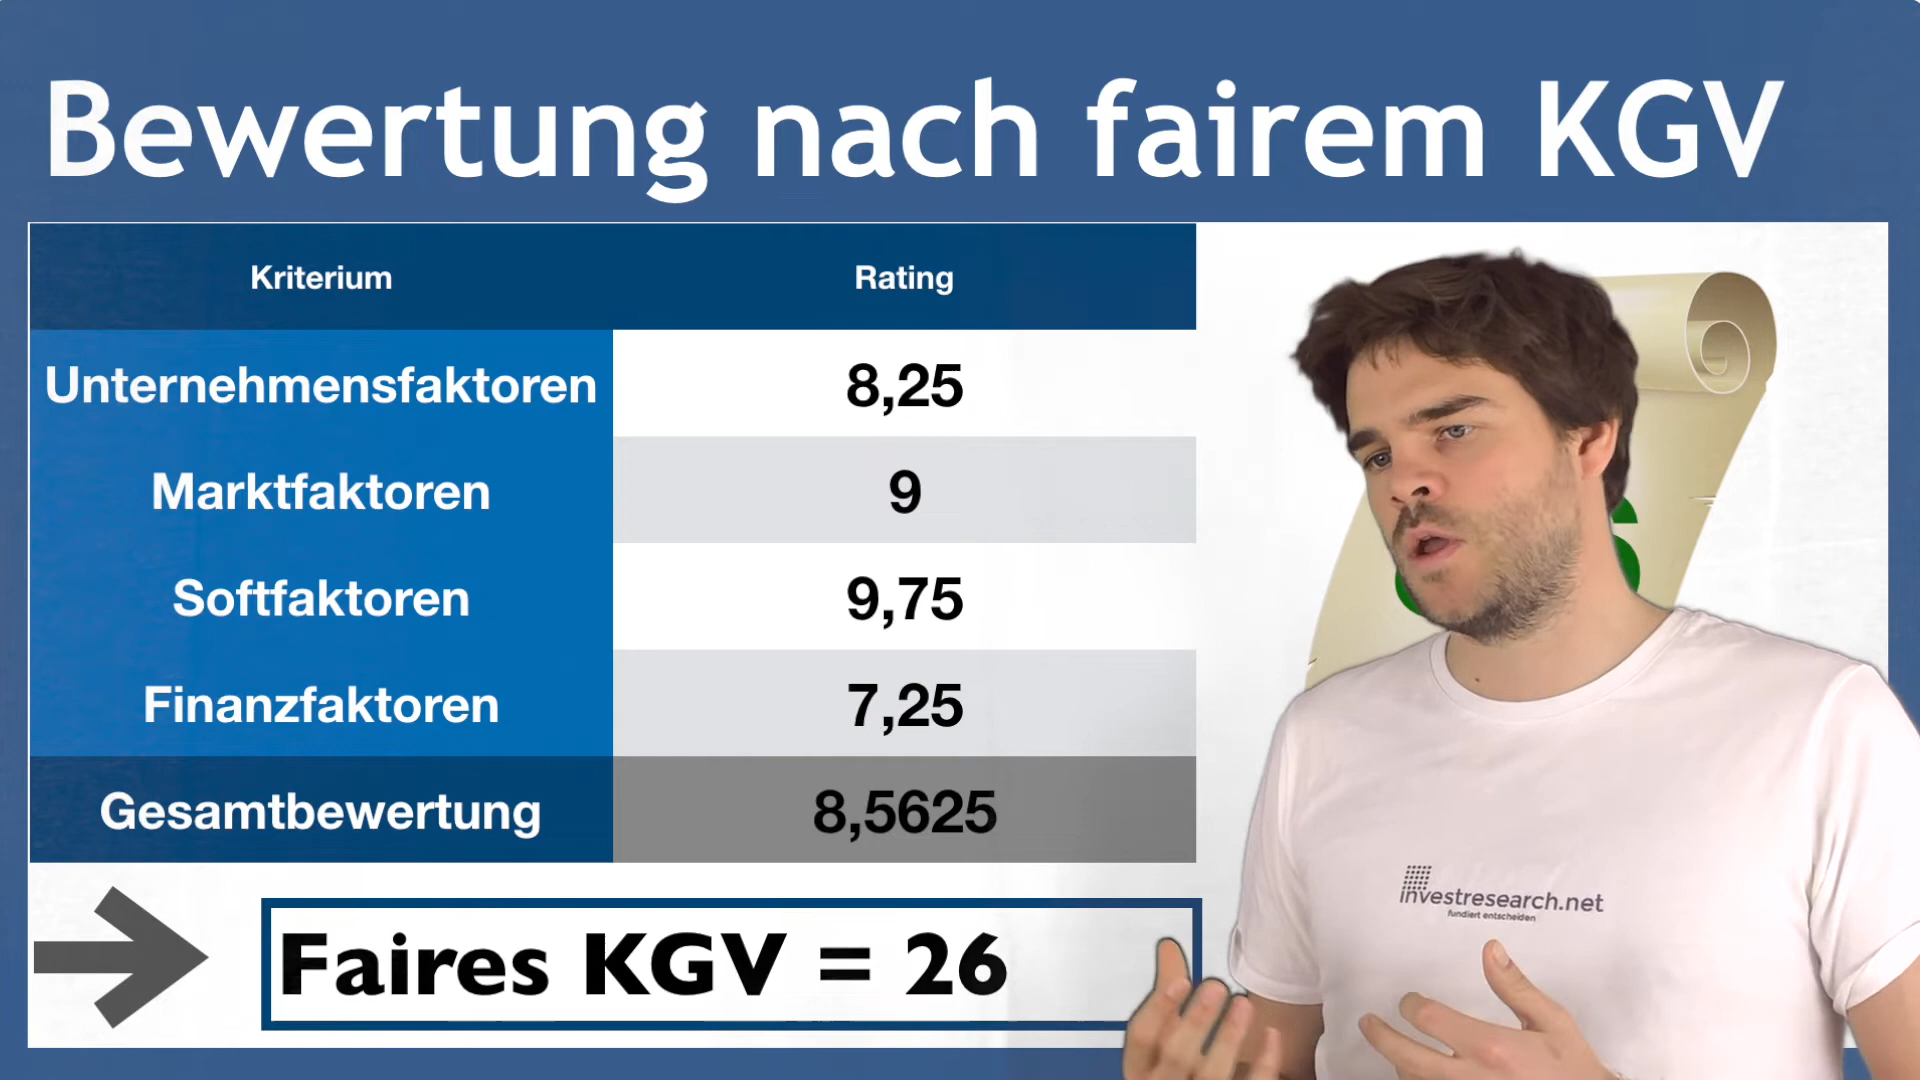 Bewertung nach fairem KGV
Kriterium Rating
Unternehmensfaktoren 8,25
Marktfaktoren 9
Softfaktoren 9,75
Finanzfaktoren 7,25
Gesamtbewertung 8,5625
Faires KGV = 26
investresearch.net
fundiert entscheiden